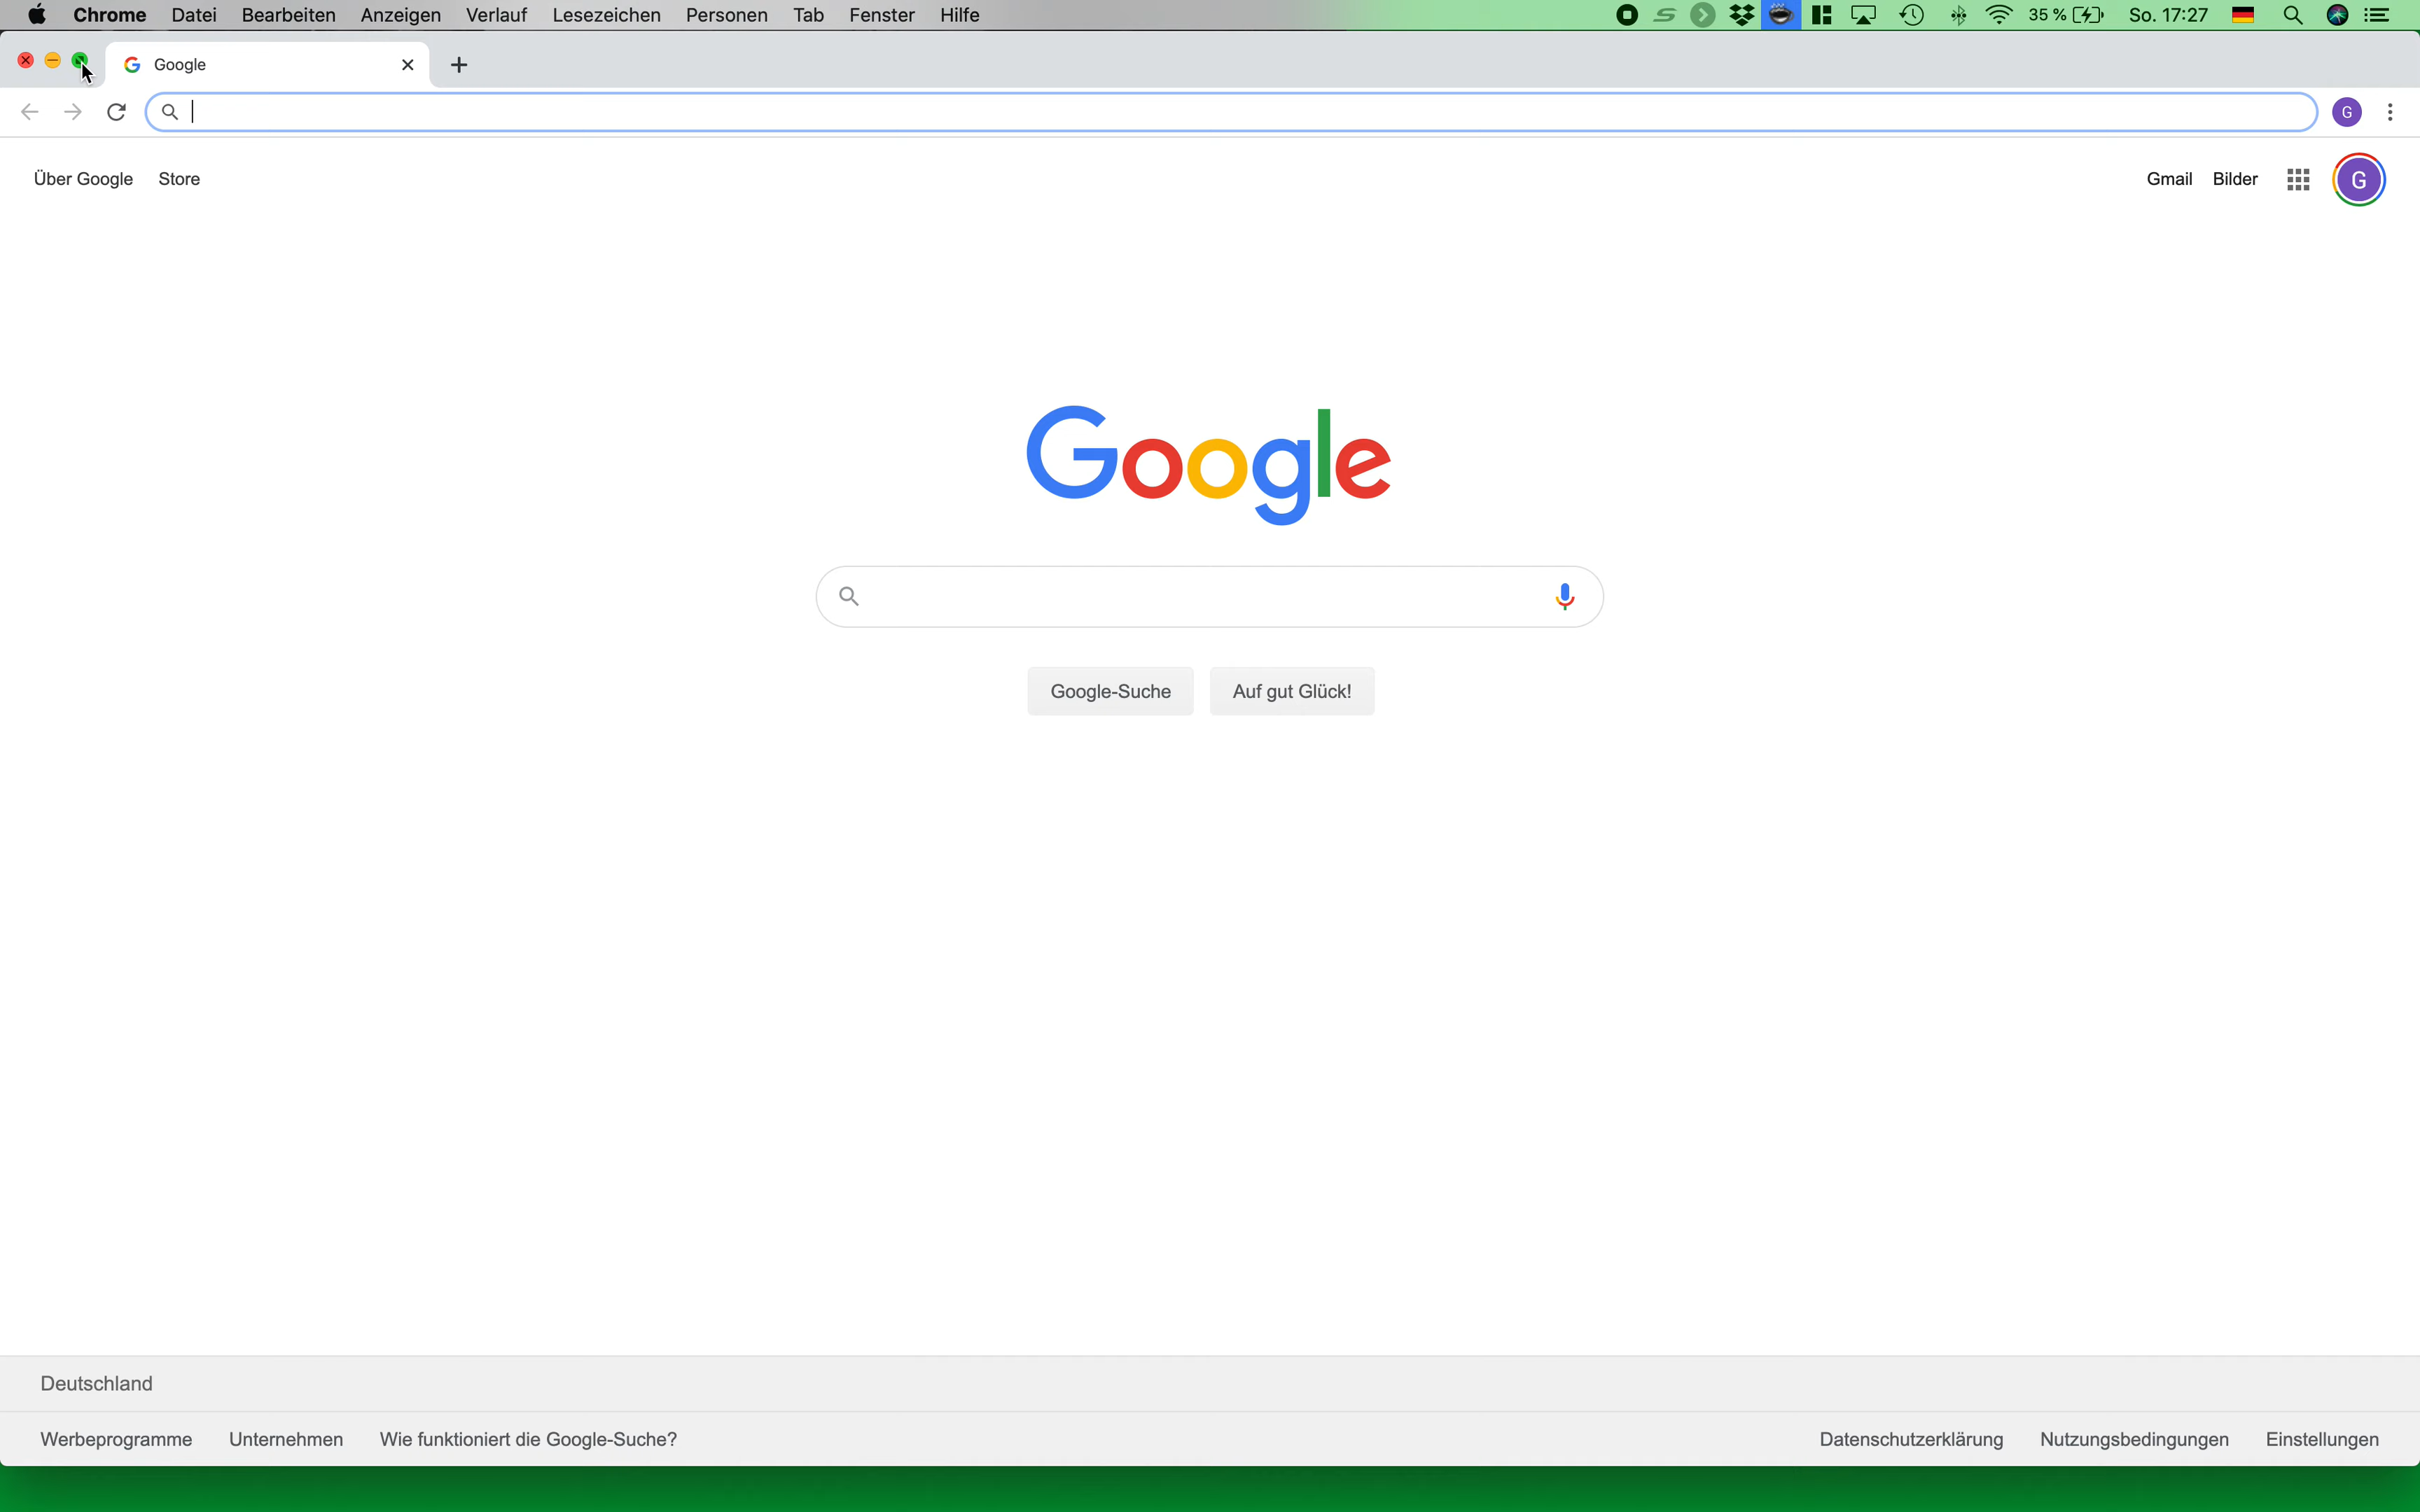 Chrome Datei Bearbeiten Anzeigen Verlauf Lesezeichen Personen Tab Fenster Hilfe 35 % So. 17:27
Google
G
Über Google Store Gmail Bilder G
Google
Google-Suche Auf gut Glück!
Deutschland
Werbeprogramme Unternehmen Wie funktioniert die Google-Suche? Datenschutzerklärung Nutzungsbedingungen Einstellungen